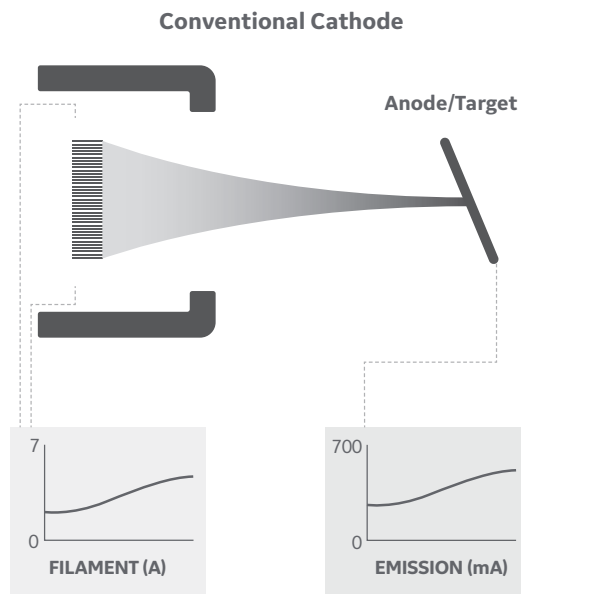 Conventional Cathode
Anode/Target
7
0
FILAMENT (A)
700
0
EMISSION (mA)